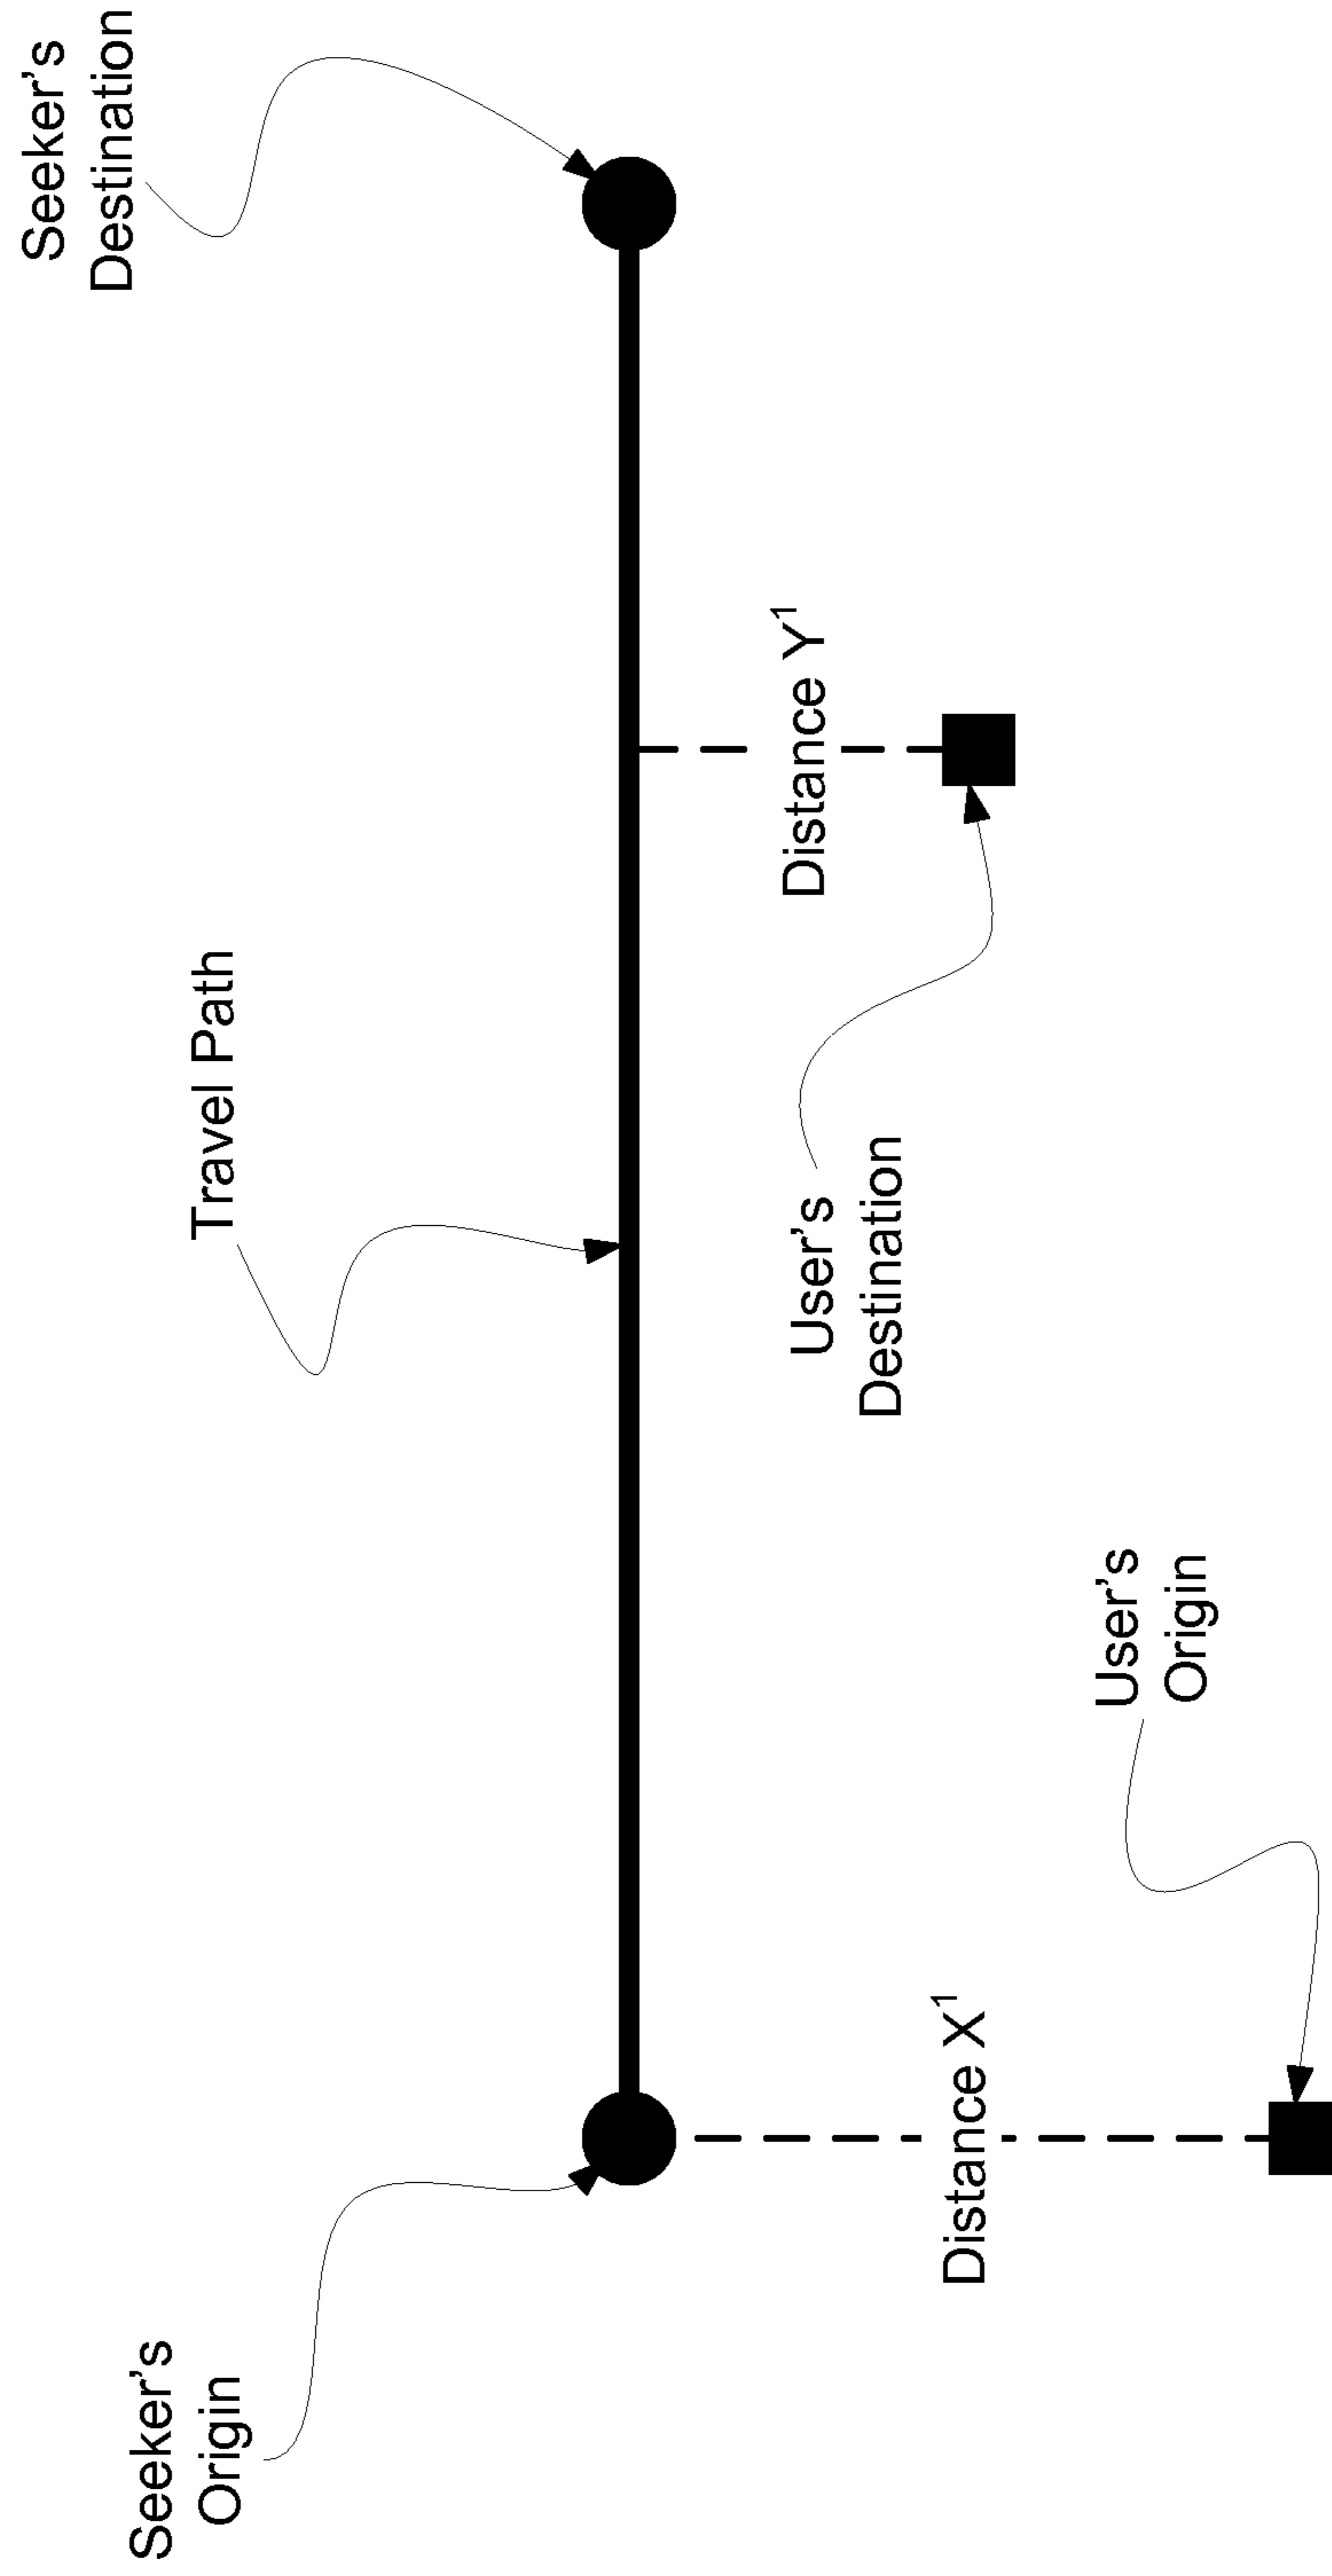 Seeker's
Origin
Travel Path
Seeker's
Destination
Distance X¹
User's
Origin
User's
Destination
Distance Y¹